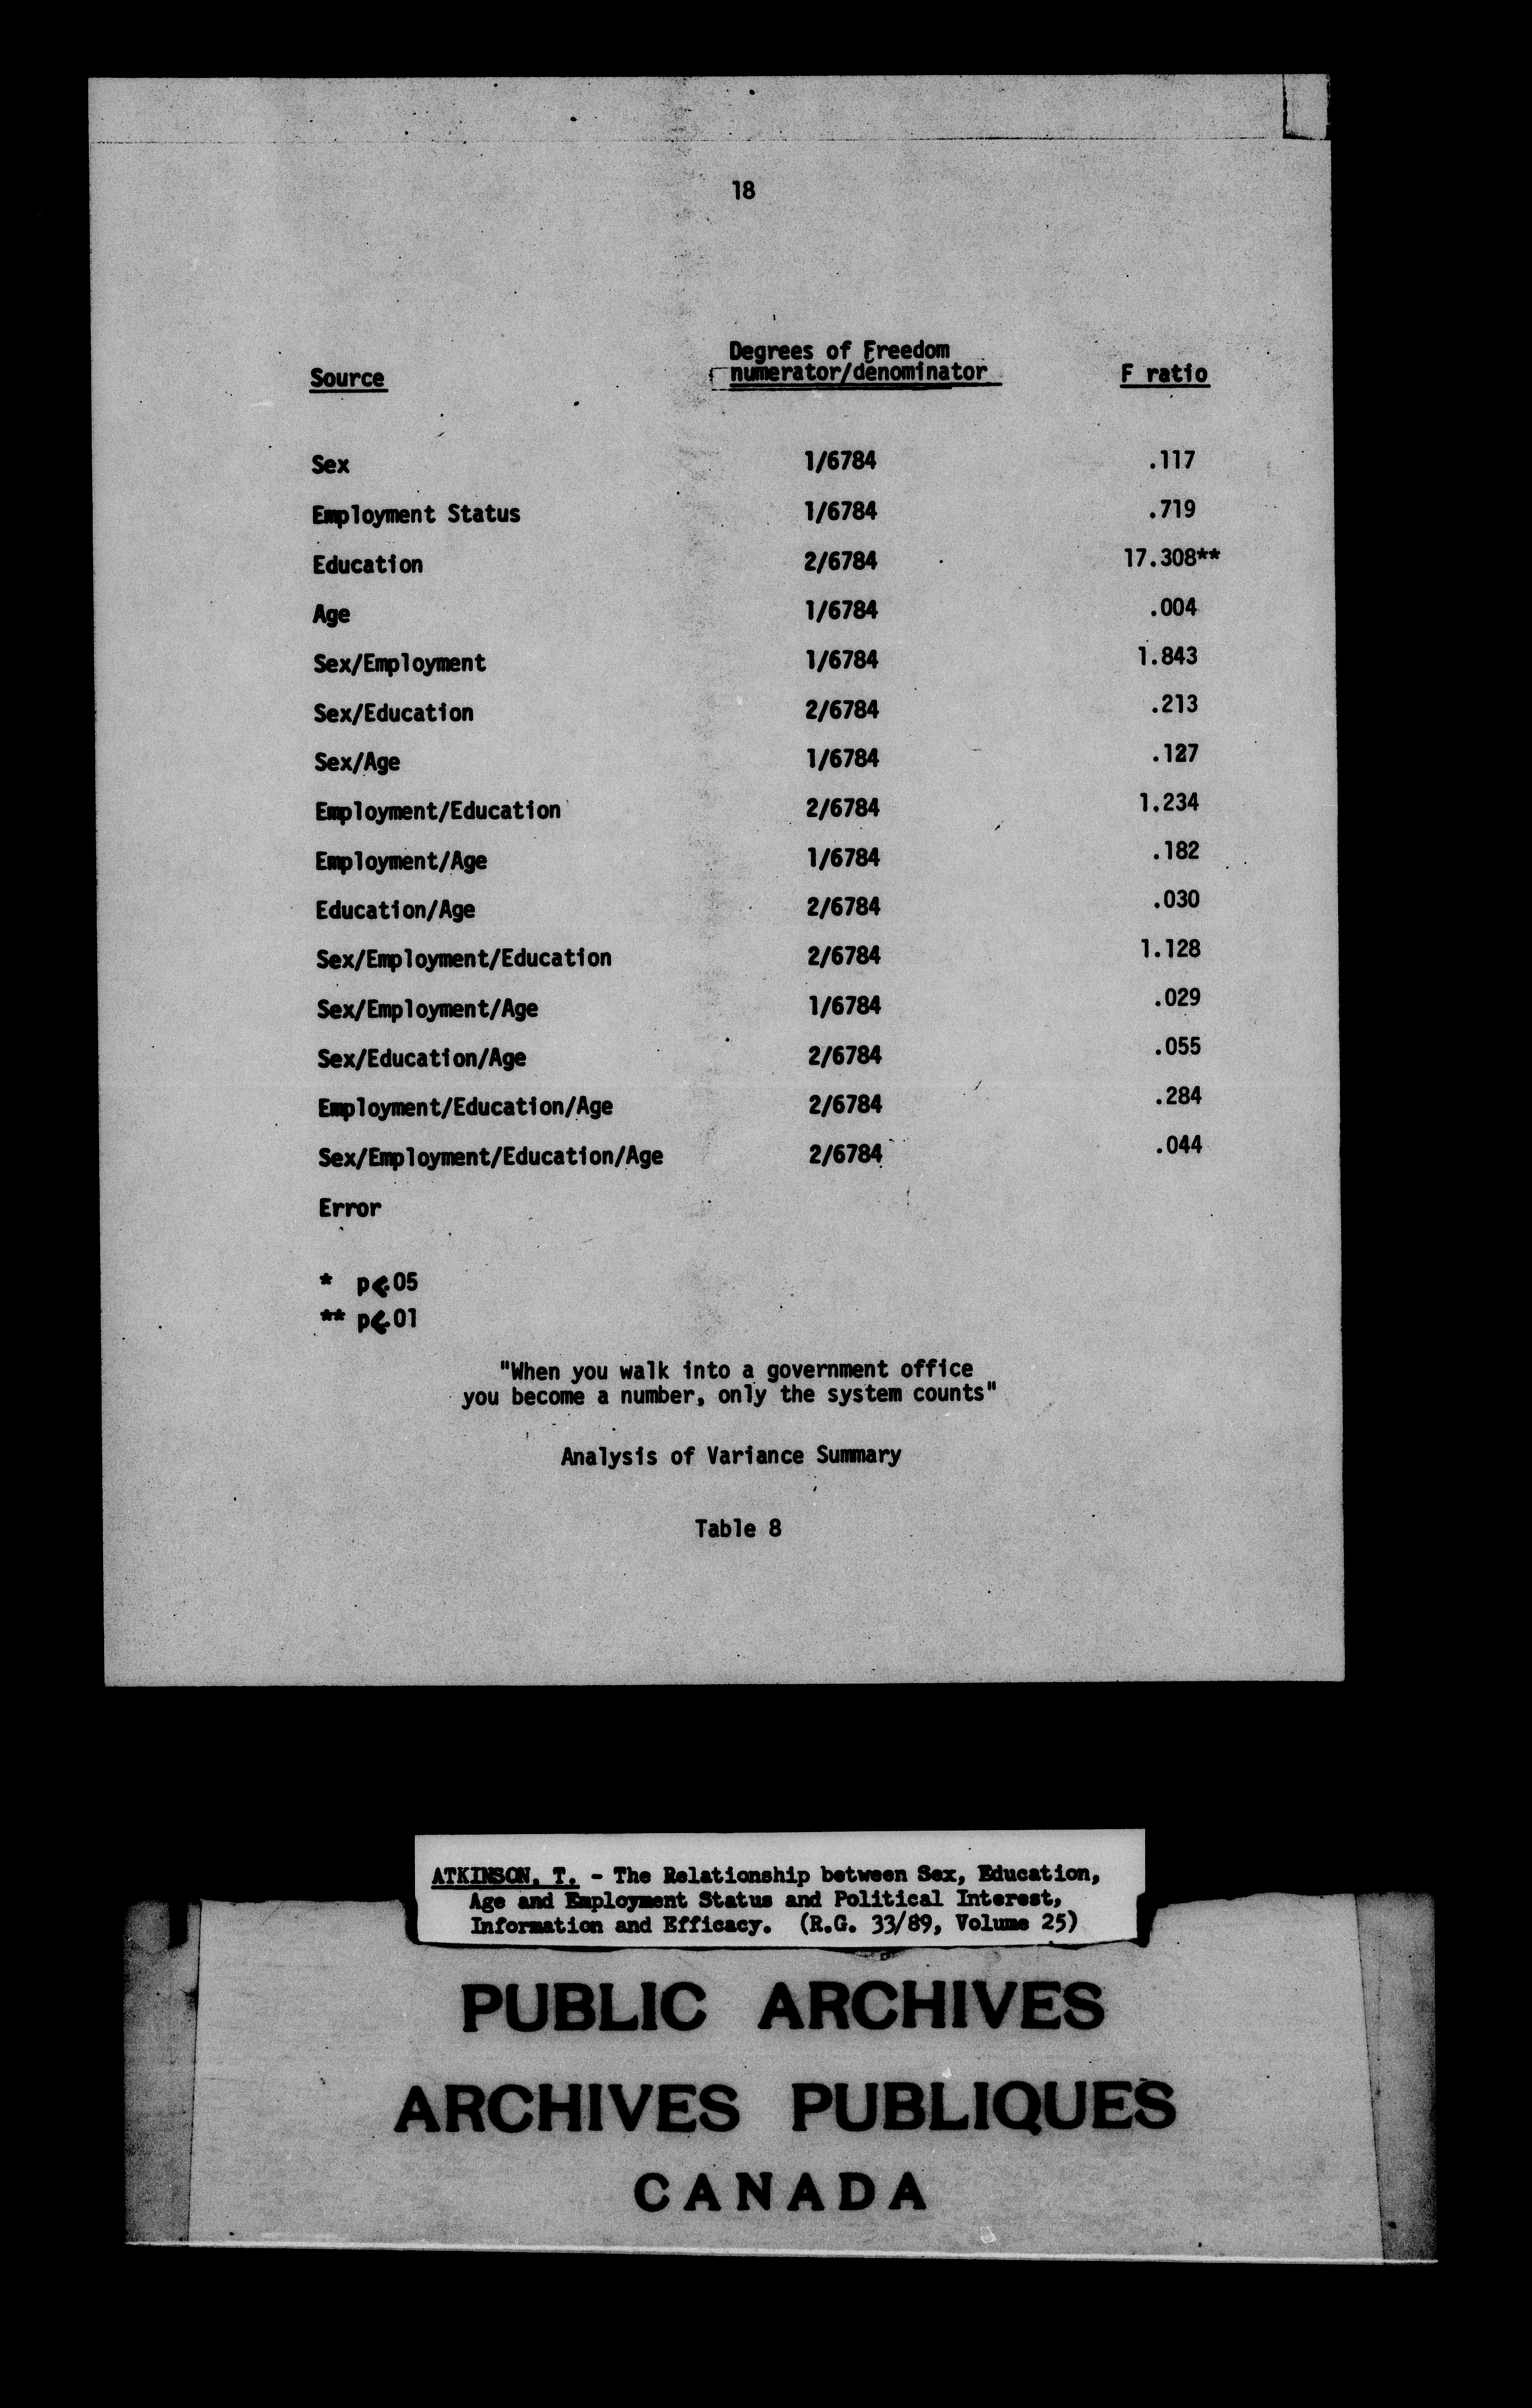 18
Degrees of Freedom
Source numerator/denominator F ratio
Sex 1/6784 .117
Employment Status 1/6784 .719
Education 2/6784 17.308**
Age 1/6784 .004
Sex/Employment 1/6784 1.843
Sex/Education 2/6784 .213
Sex/Age 1/6784 .127
Employment/Education 2/6784 1.234
Employment/Age 1/6784 .182
Education/Age 2/6784 .030
Sex/Employment/Education 2/6784 1.128
Sex/Employment/Age 1/6784 .029
Sex/Education/Age 2/6784 .055
Employment/Education/Age 2/6784 .284
Sex/Employment/Education/Age 2/6784 .044
Error
* p<.05
** p<.01
"When you walk into a government office
you become a number, only the system counts"
Analysis of Variance Summary
Table 8
ATKINSON, T. - The Relationship between Sex, Education,
Age and Employment Status and Political Interest,
Information and Efficacy. (R.G. 33/89, Volume 25)
PUBLIC ARCHIVES
ARCHIVES PUBLIQUES
CANADA